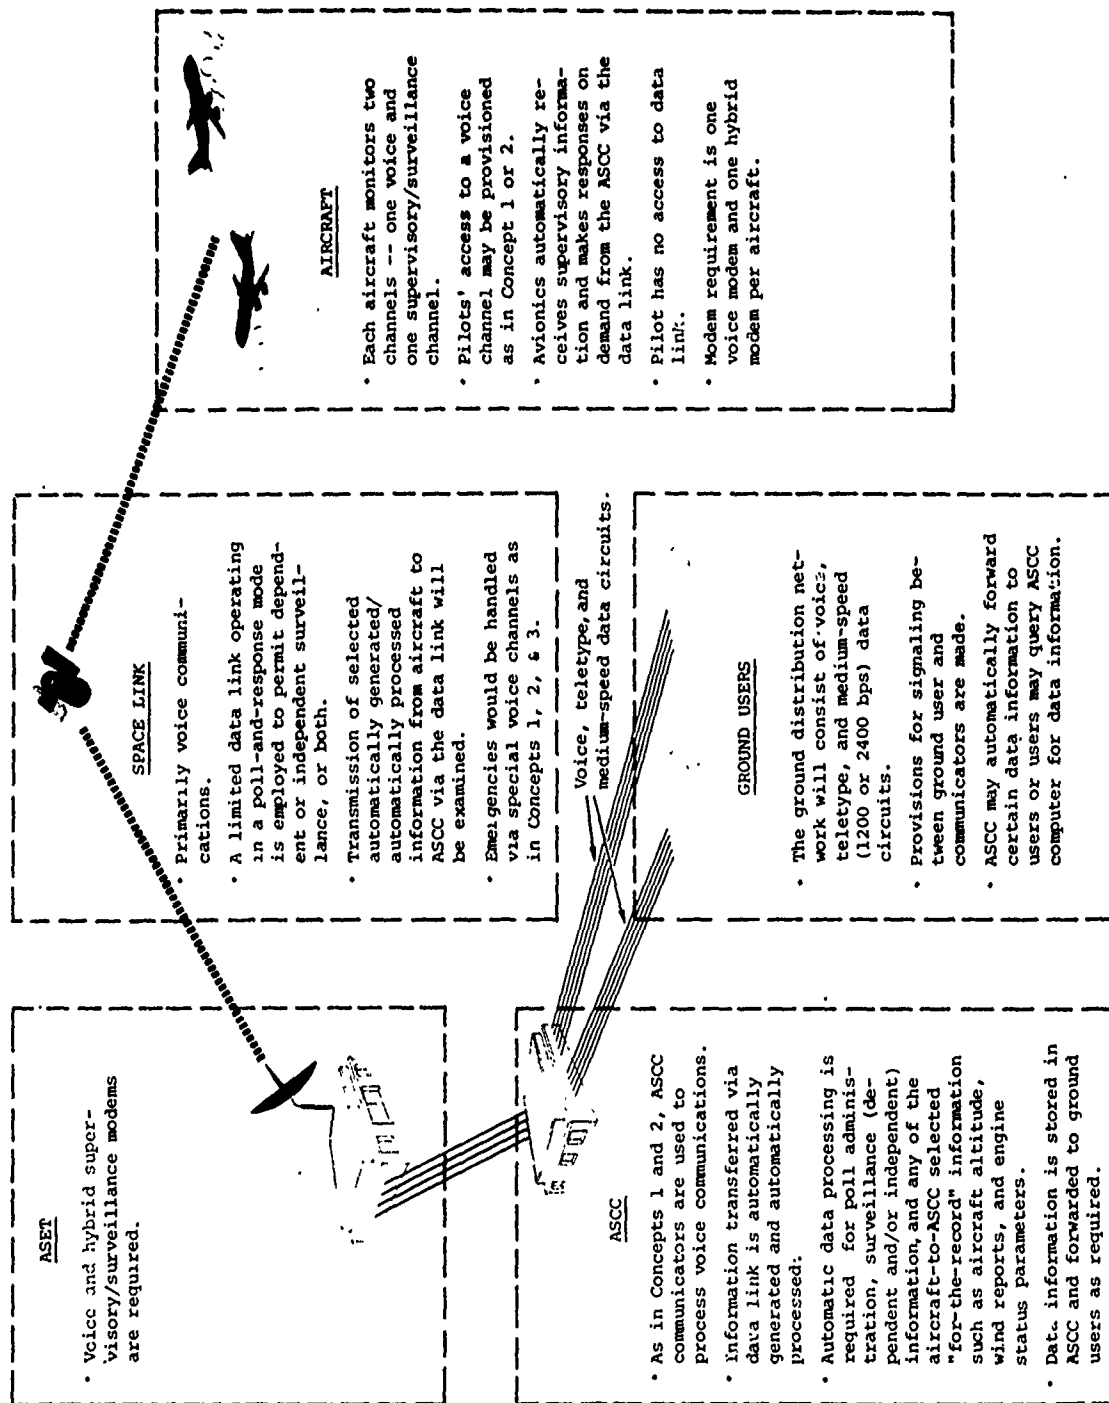 ASET
· Voice and hybrid super-
visory/surveillance modems
are required.
SPACE LINK
· Primarily voice communi-
cations.
· A limited data link operating
in a poll-and-response mode
is employed to permit depend-
ent or independent surveil-
lance, or both.
· Transmission of selected
automatically generated/
automatically processed
information from aircraft to
ASCC via the data link will
be examined.
· Emergencies would be handled
via special voice channels as
in Concepts 1, 2, & 3.
AIRCRAFT
· Each aircraft monitors two
channels -- one voice and
one supervisory/surveillance
channel.
· Pilots' access to a voice
channel may be provisioned
as in Concept 1 or 2.
· Avionics automatically re-
ceives supervisory informa-
tion and makes responses on
demand from the ASCC via the
data link.
· Pilot has no access to data
link.
· Modem requirement is one
voice modem and one hybrid
modem per aircraft.
ASCC
· As in Concepts 1 and 2, ASCC
communicators are used to
process voice communications.
· Information transferred via
data link is automatically
generated and automatically
processed.
· Automatic data processing is
required for poll adminis-
tration, surveillance (de-
pendent and/or independent)
information, and any of the
aircraft-to-ASCC selected
"for-the-record" information
such as aircraft altitude,
wind reports, and engine
status parameters.
· Data information is stored in
ASCC and forwarded to ground
users as required.
Voice, teletype, and
medium-speed data circuits.
GROUND USERS
· The ground distribution net-
work will consist of voice,
teletype, and medium-speed
(1200 or 2400 bps) data
circuits.
· Provisions for signaling be-
tween ground user and
communicators are made.
· ASCC may automatically forward
certain data information to
users or users may query ASCC
computer for data information.